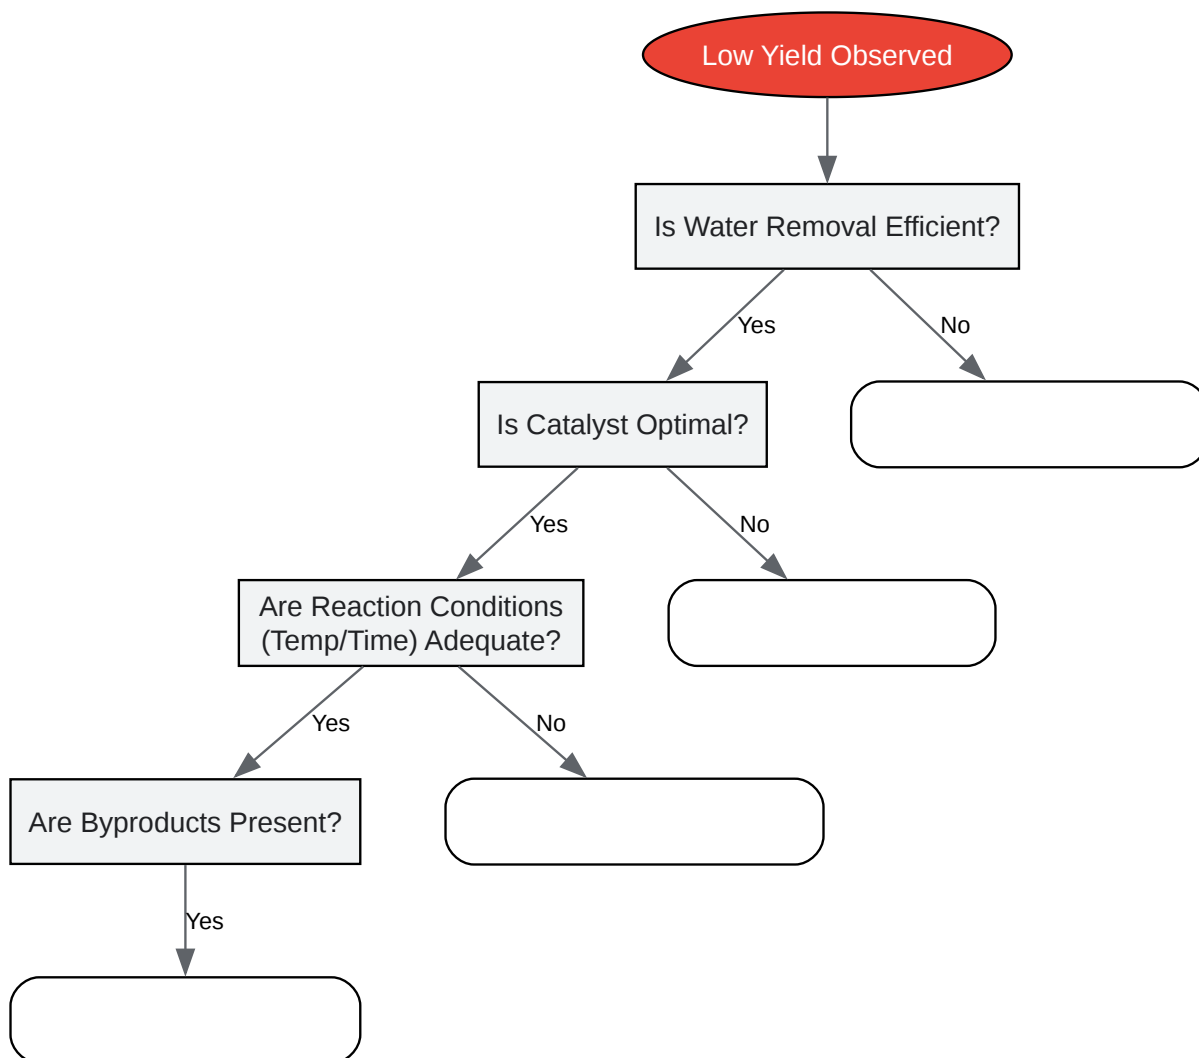 Low Yield Observed
Is Water Removal Efficient?
Yes
No
Is Catalyst Optimal?
Yes
No
Are Reaction Conditions
(Temp/Time) Adequate?
Yes
No
Are Byproducts Present?
Yes